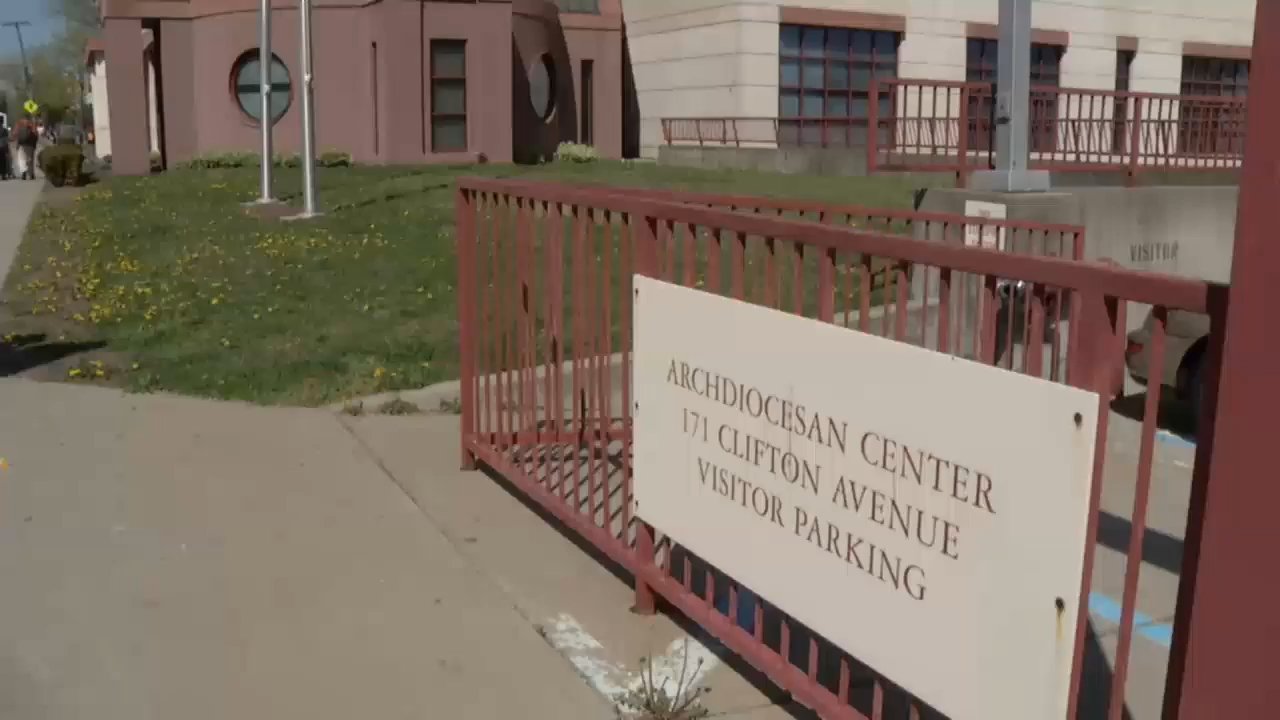 VISITOR
ARCHDIOCESAN CENTER
171 CLIFTON AVENUE
VISITOR PARKING